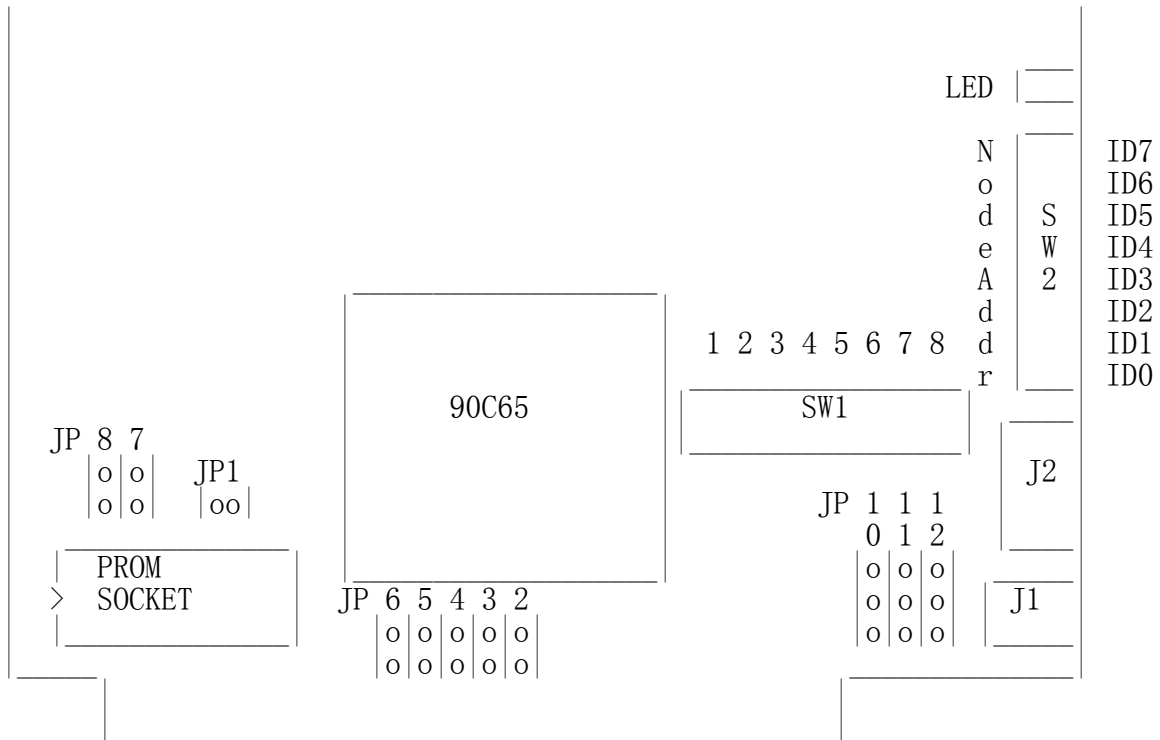 LED
N ID7
o ID6
d S ID5
e W ID4
A 2 ID3
d ID2
1 2 3 4 5 6 7 8 d ID1
r ID0
90C65 SW1
JP 8 7
o o JP1 J2
o o oo JP 1 1 1
0 1 2
PROM o o o
> SOCKET JP 6 5 4 3 2 o o o J1
o o o o o o o o
o o o o o